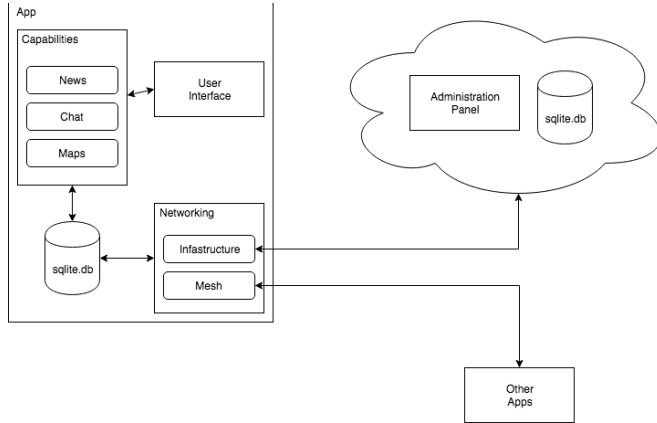 App
Capabilities
News
Chat
Maps
User
Interface
Administration
Panel
sqlite.db
Networking
Infastructure
Mesh
sqlite.db
Other
Apps